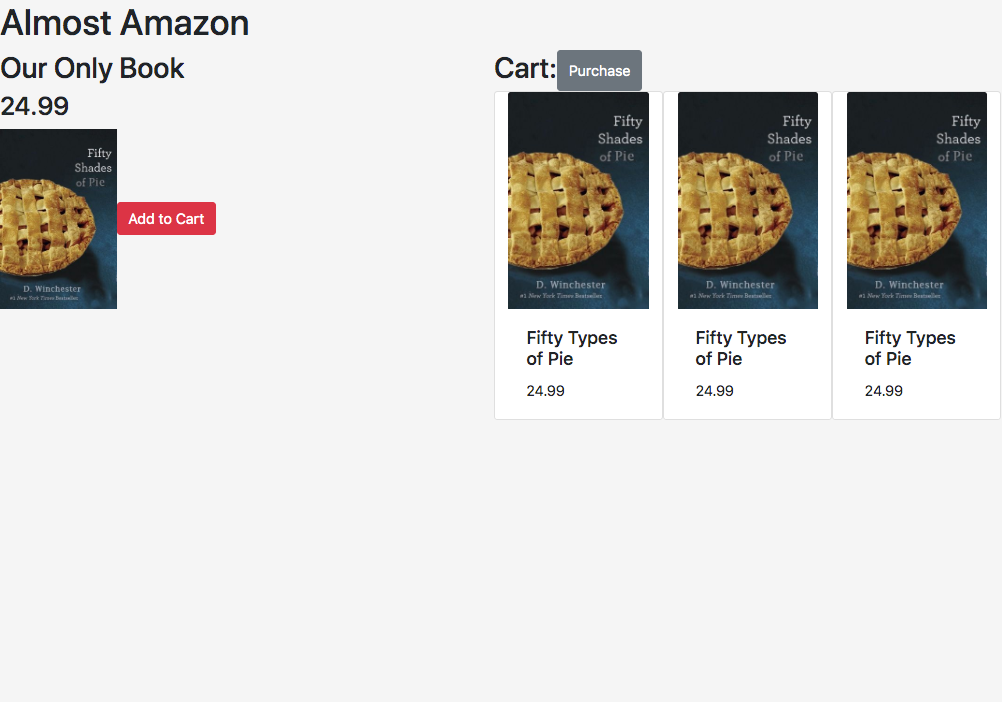 Almost Amazon
Our Only Book
24.99
Fifty
Shades
of Pie
D. Winchester
#1 New York Times Bestseller
Add to Cart
Cart:
Purchase
Fifty
Shades
of Pie
D. Winchester
#1 New York Times Bestseller
Fifty Types
of Pie
24.99
Fifty
Shades
of Pie
D. Winchester
#1 New York Times Bestseller
Fifty Types
of Pie
24.99
Fifty
Shades
of Pie
D. Winchester
#1 New York Times Bestseller
Fifty Types
of Pie
24.99